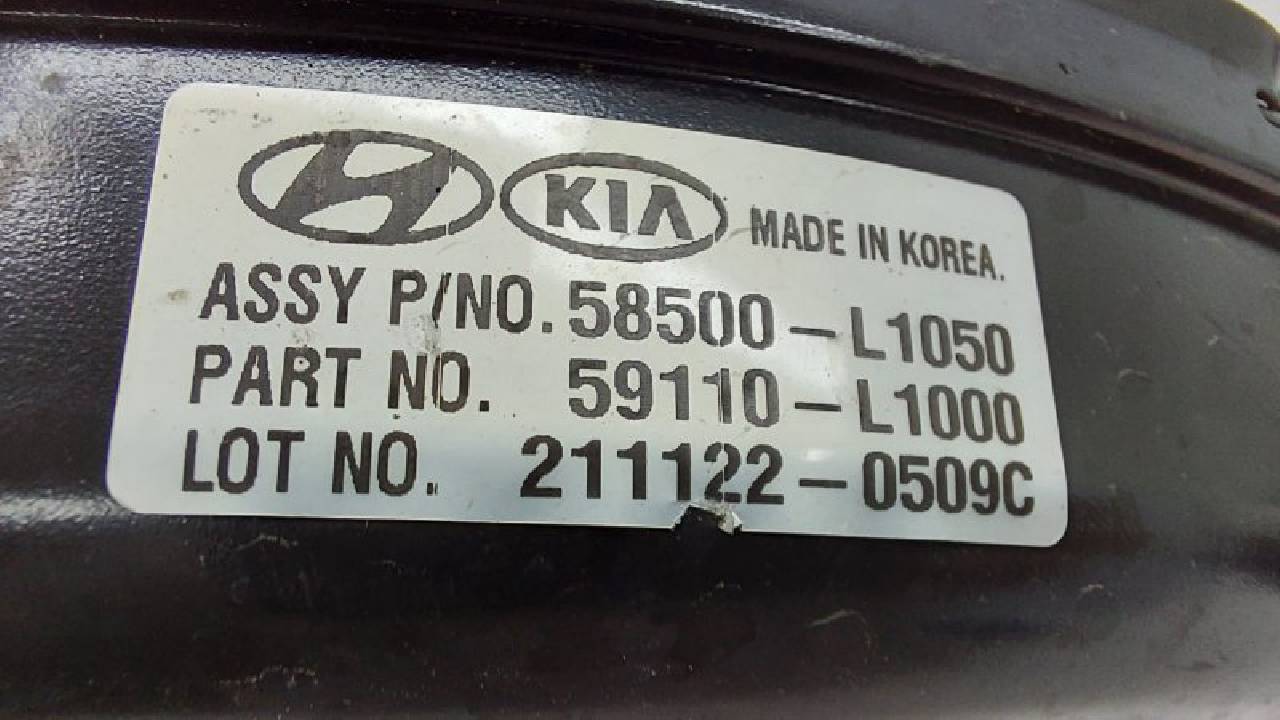 KIA MADE IN KOREA.
ASSY P/NO. 58500-L1050
PART NO. 59110-L1000
LOT NO. 211122-0509C